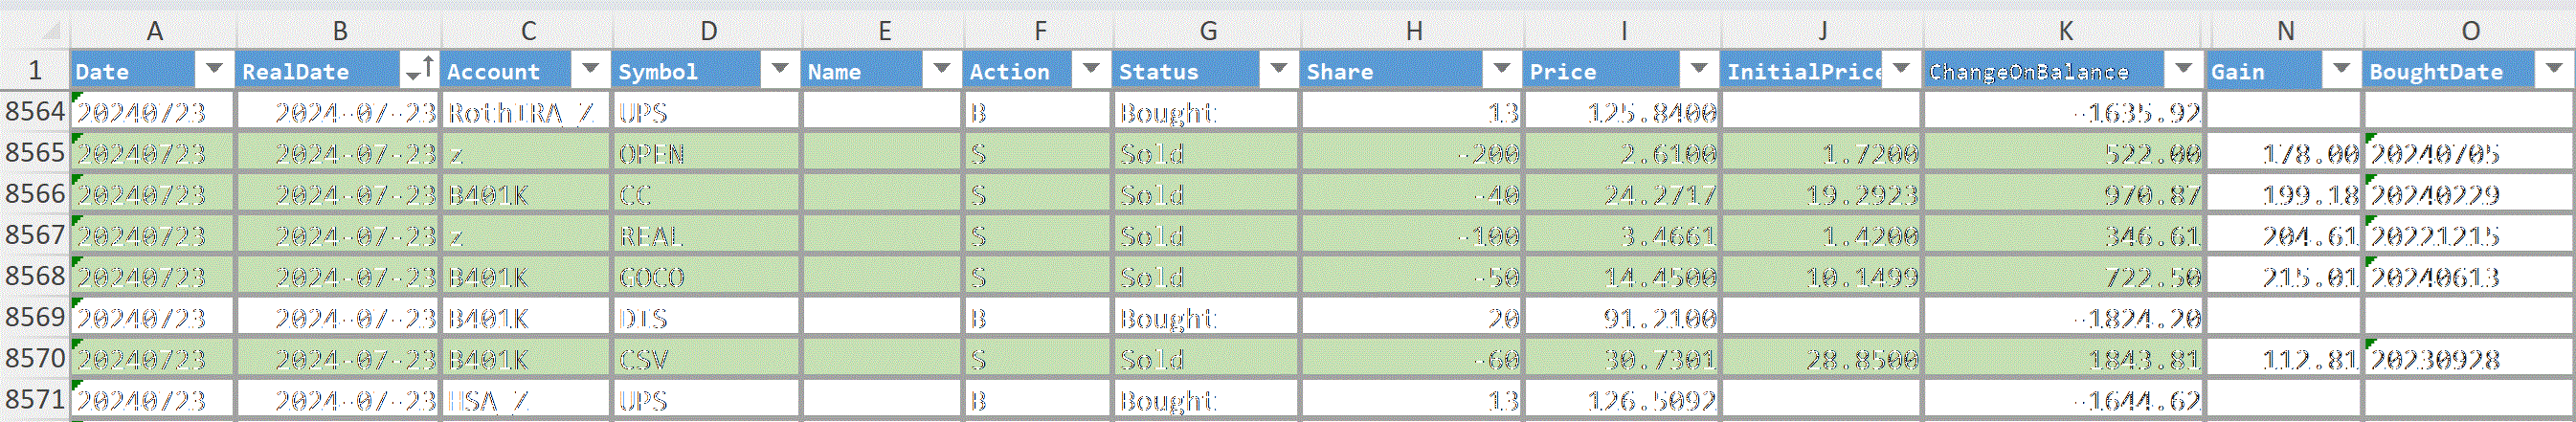 A B C D E F G H I J K N O
1 Date RealDate Account Symbol Name Action Status Share Price InitialPrice ChangeOnBalance Gain BoughtDate
8564 20240723 2024-07-23 RothIRA_Z UPS B Bought 13 125.8400 -1635.92
8565 20240723 2024-07-23 z OPEN S Sold -200 2.6100 1.7200 522.00 178.00 20240705
8566 20240723 2024-07-23 B401K CC S Sold -40 24.2717 19.2923 970.87 199.18 20240229
8567 20240723 2024-07-23 z REAL S Sold -100 3.4661 1.4200 346.61 204.61 20221215
8568 20240723 2024-07-23 B401K GOCO S Sold -50 14.4500 10.1499 722.50 215.01 20240613
8569 20240723 2024-07-23 B401K DIS B Bought 20 91.2100 -1824.20
8570 20240723 2024-07-23 B401K CSV S Sold -60 30.7301 28.8500 1843.81 112.81 20230928
8571 20240723 2024-07-23 HSA_Z UPS B Bought 13 126.5092 -1644.62